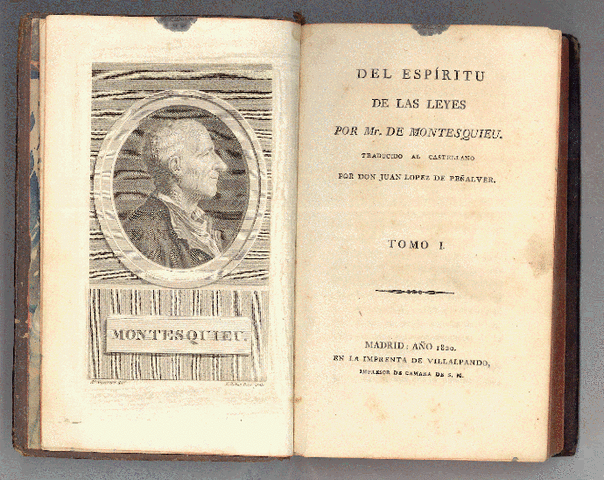 MONTESQUIEU.
DEL ESPÍRITU
DE LAS LEYES
POR Mr. DE MONTESQUIEU.
TRADUCIDO AL CASTELLANO
POR DON JUAN LOPEZ DE PEÑALVER.
TOMO I.
MADRID: AÑO 1820.
EN LA IMPRENTA DE VILLALPANDO,
IMPRESOR DE CAMARA DE S. M.